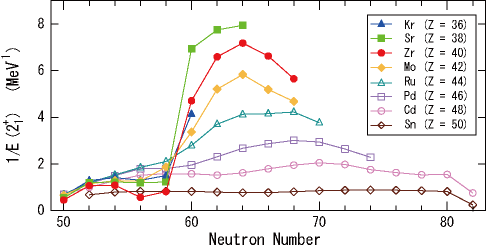 8
6
4
2
0
1/E (2₁⁺) (MeV⁻¹)
50
60
70
80
Neutron Number
Kr (Z = 36)
Sr (Z = 38)
Zr (Z = 40)
Mo (Z = 42)
Ru (Z = 44)
Pd (Z = 46)
Cd (Z = 48)
Sn (Z = 50)